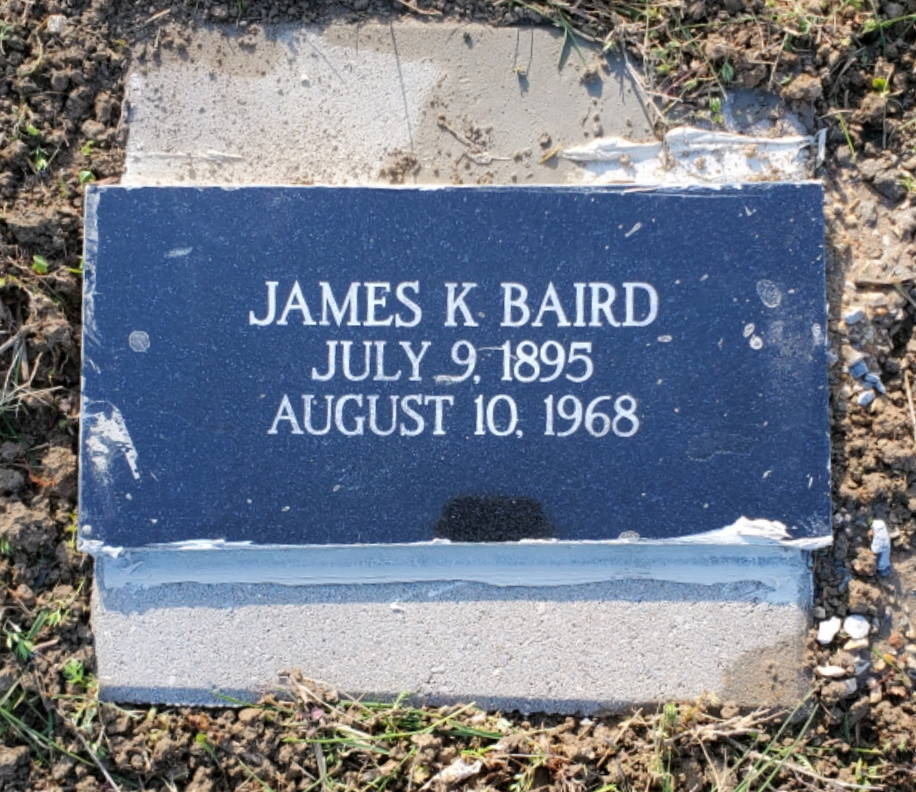 JAMES K BAIRD
JULY 9, 1895
AUGUST 10, 1968